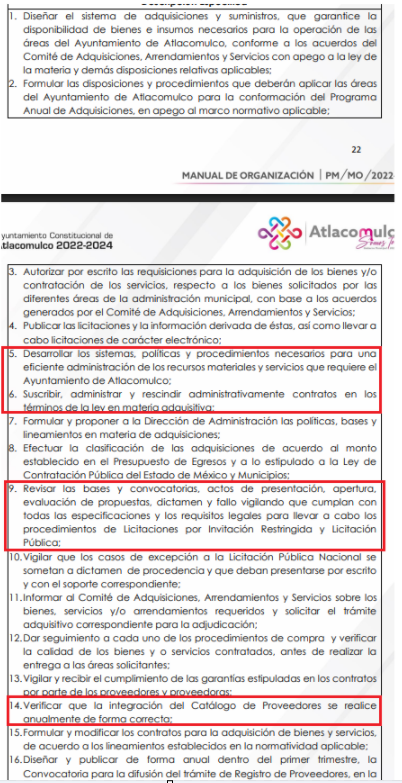 1. Diseñar el sistema de adquisiciones y suministros, que garantice la
disponibilidad de bienes e insumos necesarios para la operación de las
áreas del Ayuntamiento de Atlacomulco, conforme a los acuerdos del
Comité de Adquisiciones, Arrendamientos y Servicios con apego a la ley de
la materia y demás disposiciones relativas aplicables;
2. Formular las disposiciones y procedimientos que deberán aplicar las áreas
del Ayuntamiento de Atlacomulco para la conformación del Programa
Anual de Adquisiciones, en apego al marco normativo aplicable;
22
MANUAL DE ORGANIZACIÓN | PM/MO/2022
yuntamiento Constitucional de
tlacomulco 2022-2024
Atlacomulc
3. Autorizar por escrito las requisiciones para la adquisición de los bienes y/o
contratación de los servicios, respecto a los bienes solicitados por las
diferentes áreas de la administración municipal, con base a los acuerdos
generados por el Comité de Adquisiciones, Arrendamientos y Servicios;
4. Publicar las licitaciones y la información derivada de éstas, así como llevar a
cabo licitaciones de carácter electrónico;
5. Desarrollar los sistemas, políticas y procedimientos necesarios para una
eficiente administración de los recursos materiales y servicios que requiere el
Ayuntamiento de Atlacomulco;
6. Suscribir, administrar y rescindir administrativamente contratos en los
términos de la ley en materia adquisitiva;
7. Formular y proponer a la Dirección de Administración las políticas, bases y
lineamientos en materia de adquisiciones;
8. Efectuar la clasificación de las adquisiciones de acuerdo al monto
establecido en el Presupuesto de Egresos y a lo estipulado a la Ley de
Contratación Pública del Estado de México y Municipios;
9. Revisar las bases y convocatorias, actos de presentación, apertura,
evaluación de propuestas, dictamen y fallo vigilando que cumplan con
todas las especificaciones y los requisitos legales para llevar a cabo los
procedimientos de Licitaciones por Invitación Restringida y Licitación
Pública;
10. Vigilar que los casos de excepción a la Licitación Pública Nacional se
sometan a dictamen de procedencia y que deban presentarse por escrito
y con el soporte correspondiente;
11. Informar al Comité de Adquisiciones, Arrendamientos y Servicios sobre los
bienes, servicios y/o arrendamientos requeridos y solicitar el trámite
adquisitivo correspondiente para la adjudicación;
12. Dar seguimiento a cada uno de los procedimientos de compra y verificar
la calidad de los bienes y o servicios contratados, antes de realizar la
entrega a las áreas solicitantes;
13. Vigilar y recibir el cumplimiento de las garantías estipuladas en los contratos
por parte de los proveedores y proveedoras;
14. Verificar que la integración del Catálogo de Proveedores se realice
anualmente de forma correcta;
15. Formular y modificar los contratos para la adquisición de bienes y servicios,
de acuerdo a los lineamientos establecidos en la normatividad aplicable;
16. Diseñar y publicar de forma anual dentro del primer trimestre, la
Convocatoria para la difusión del trámite de Registro de Proveedores, en la